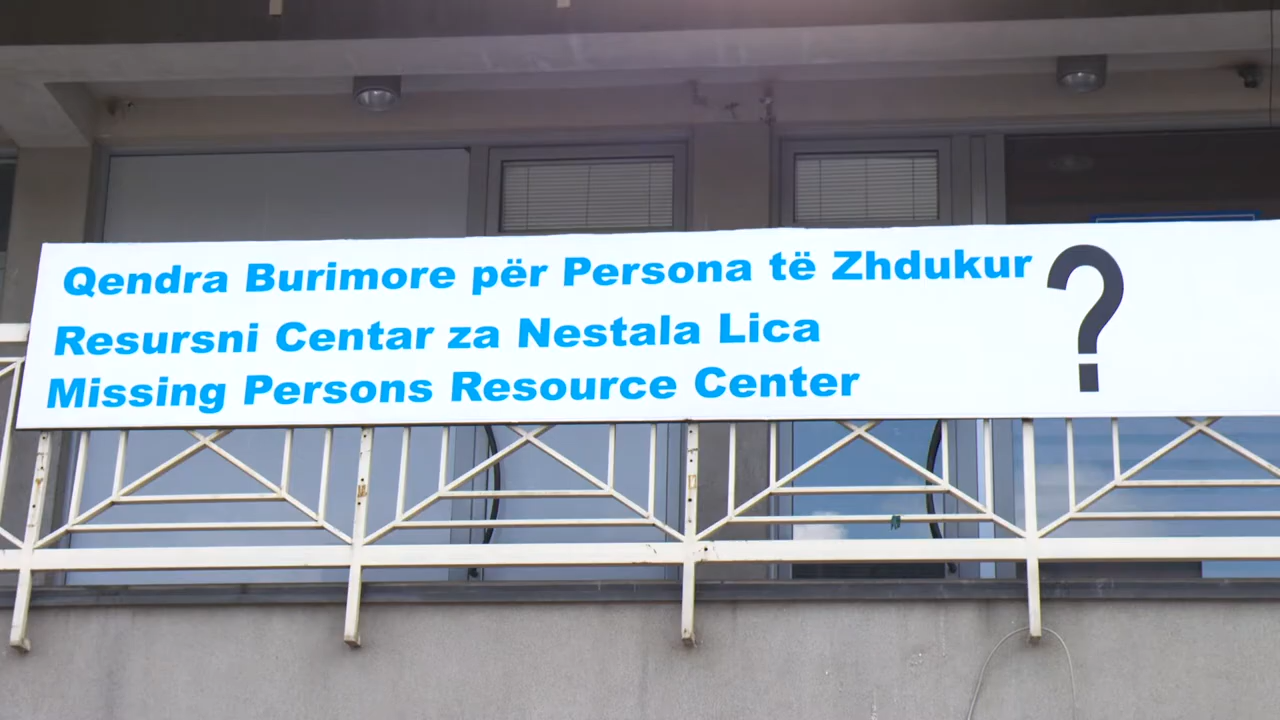 Qendra Burimore për Persona të Zhdukur
Resursni Centar za Nestala Lica
Missing Persons Resource Center
?